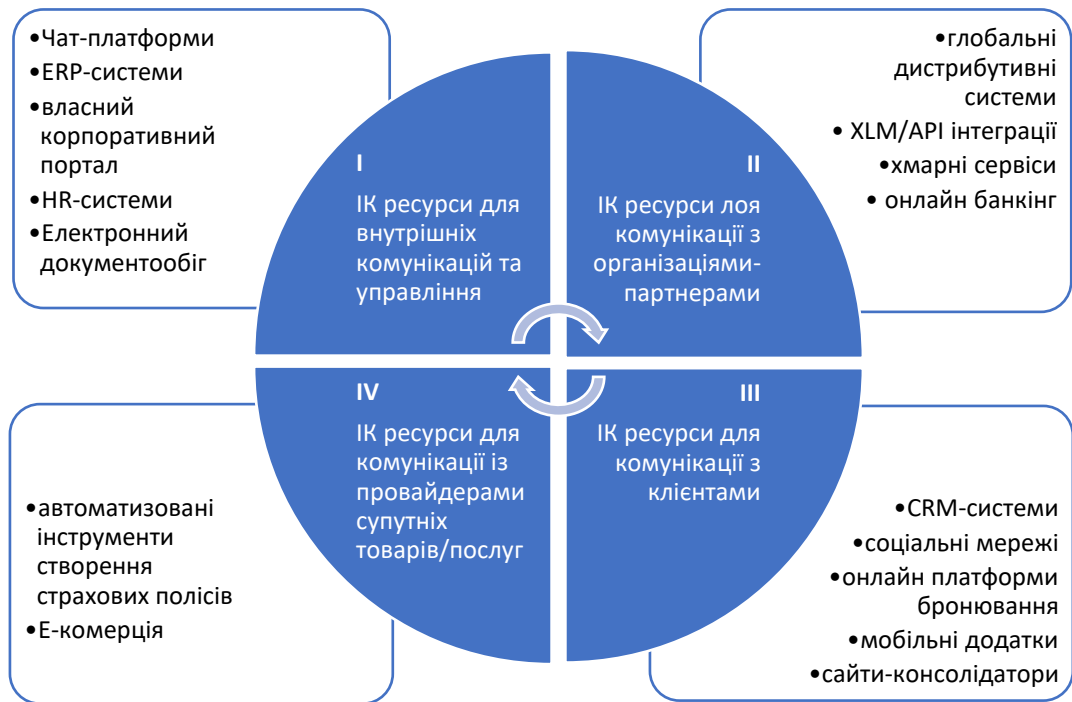 •Чат-платформи
•ERP-системи
•власний
корпоративний
портал
•HR-системи
•Електронний
документообіг
I
ІК ресурси для
внутрішніх
комунікацій та
управління
•глобальні
дистрибутивні
системи
• XLM/API інтеграції
•хмарні сервіси
• онлайн банкінг
II
ІК ресурси лоя
комунікації з
організаціями-
партнерами
IV
ІК ресурси для
комунікації із
провайдерами
супутніх
товарів/послуг
•автоматизовані
інструменти
створення
страхових полісів
•Е-комерція
III
ІК ресурси для
комунікації з
клієнтами
•CRM-системи
•соціальні мережі
•онлайн платформи
бронювання
•мобільні додатки
•сайти-консолідатори